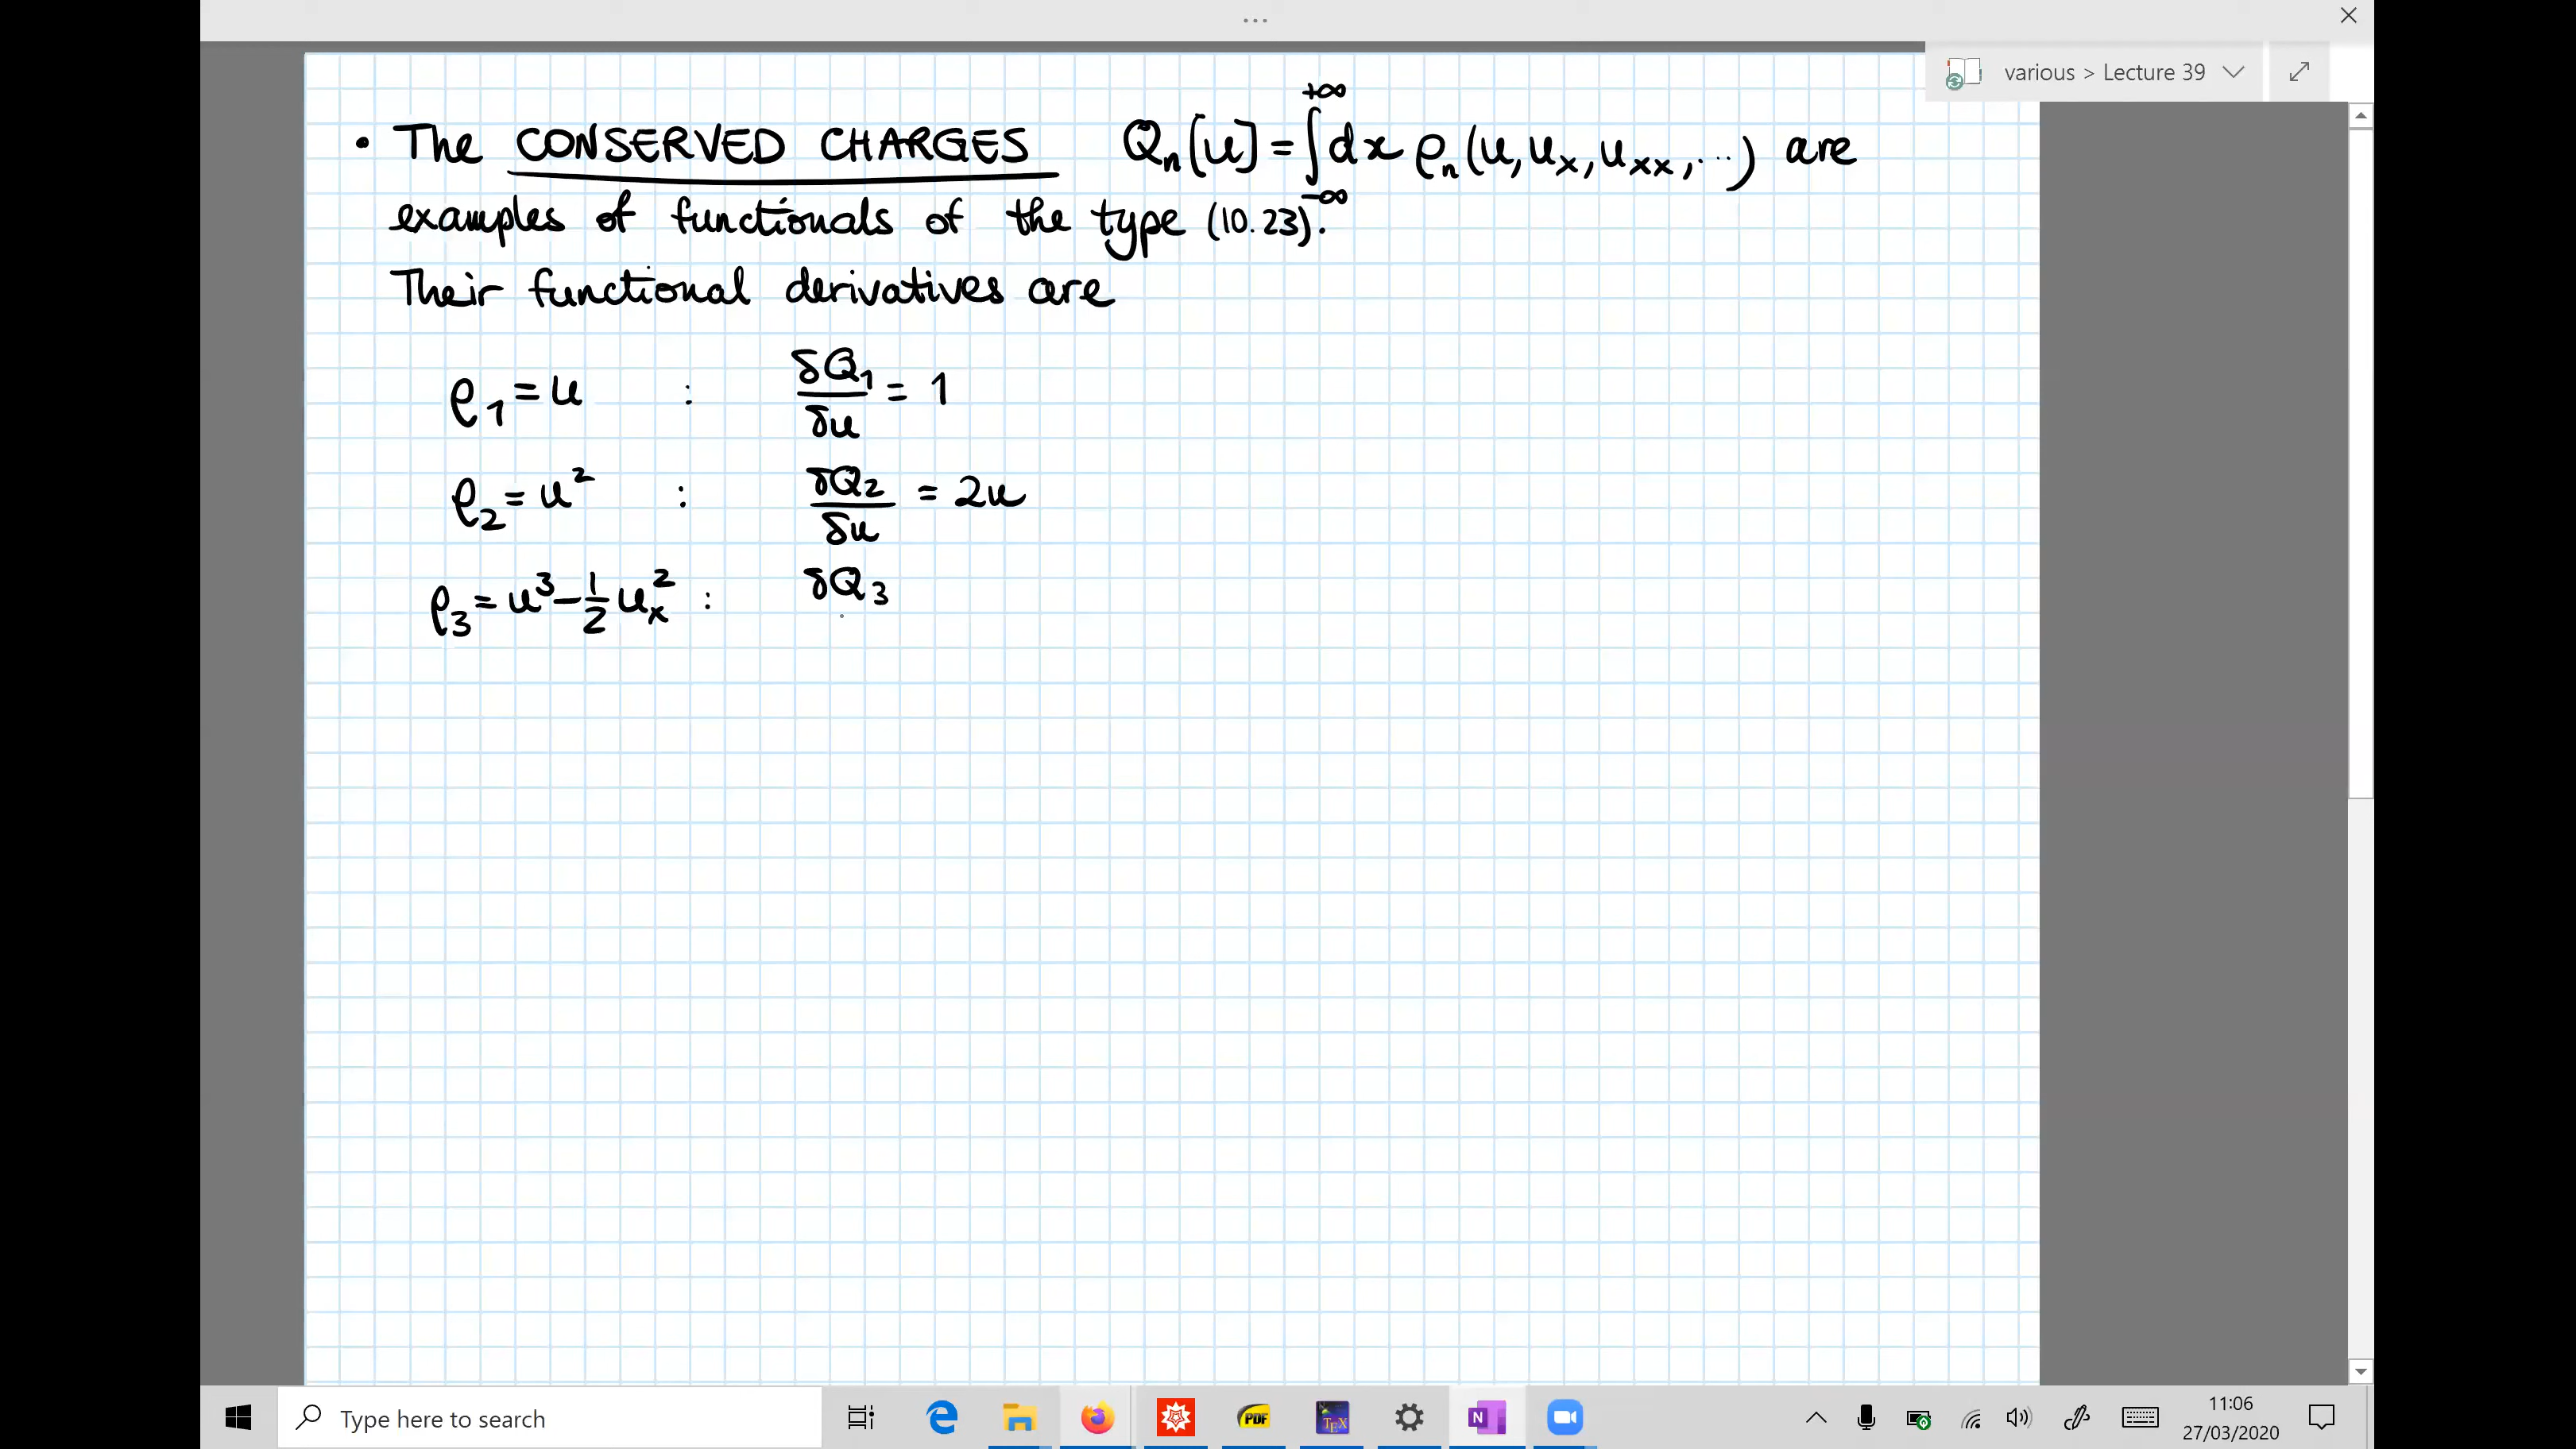 various > Lecture 39
• The CONSERVED CHARGES Qₙ[u] = ∫₋∞⁺∞ dx ρₙ(u, uₓ, uₓₓ, ...) are
examples of functionals of the type (10.23).
Their functional derivatives are
ρ₁ = u : δQ₁/δu = 1
ρ₂ = u² : δQ₂/δu = 2u
ρ₃ = u³ − ½ uₓ² : δQ₃
Type here to search
PDF
TEX
N
11:06
27/03/2020